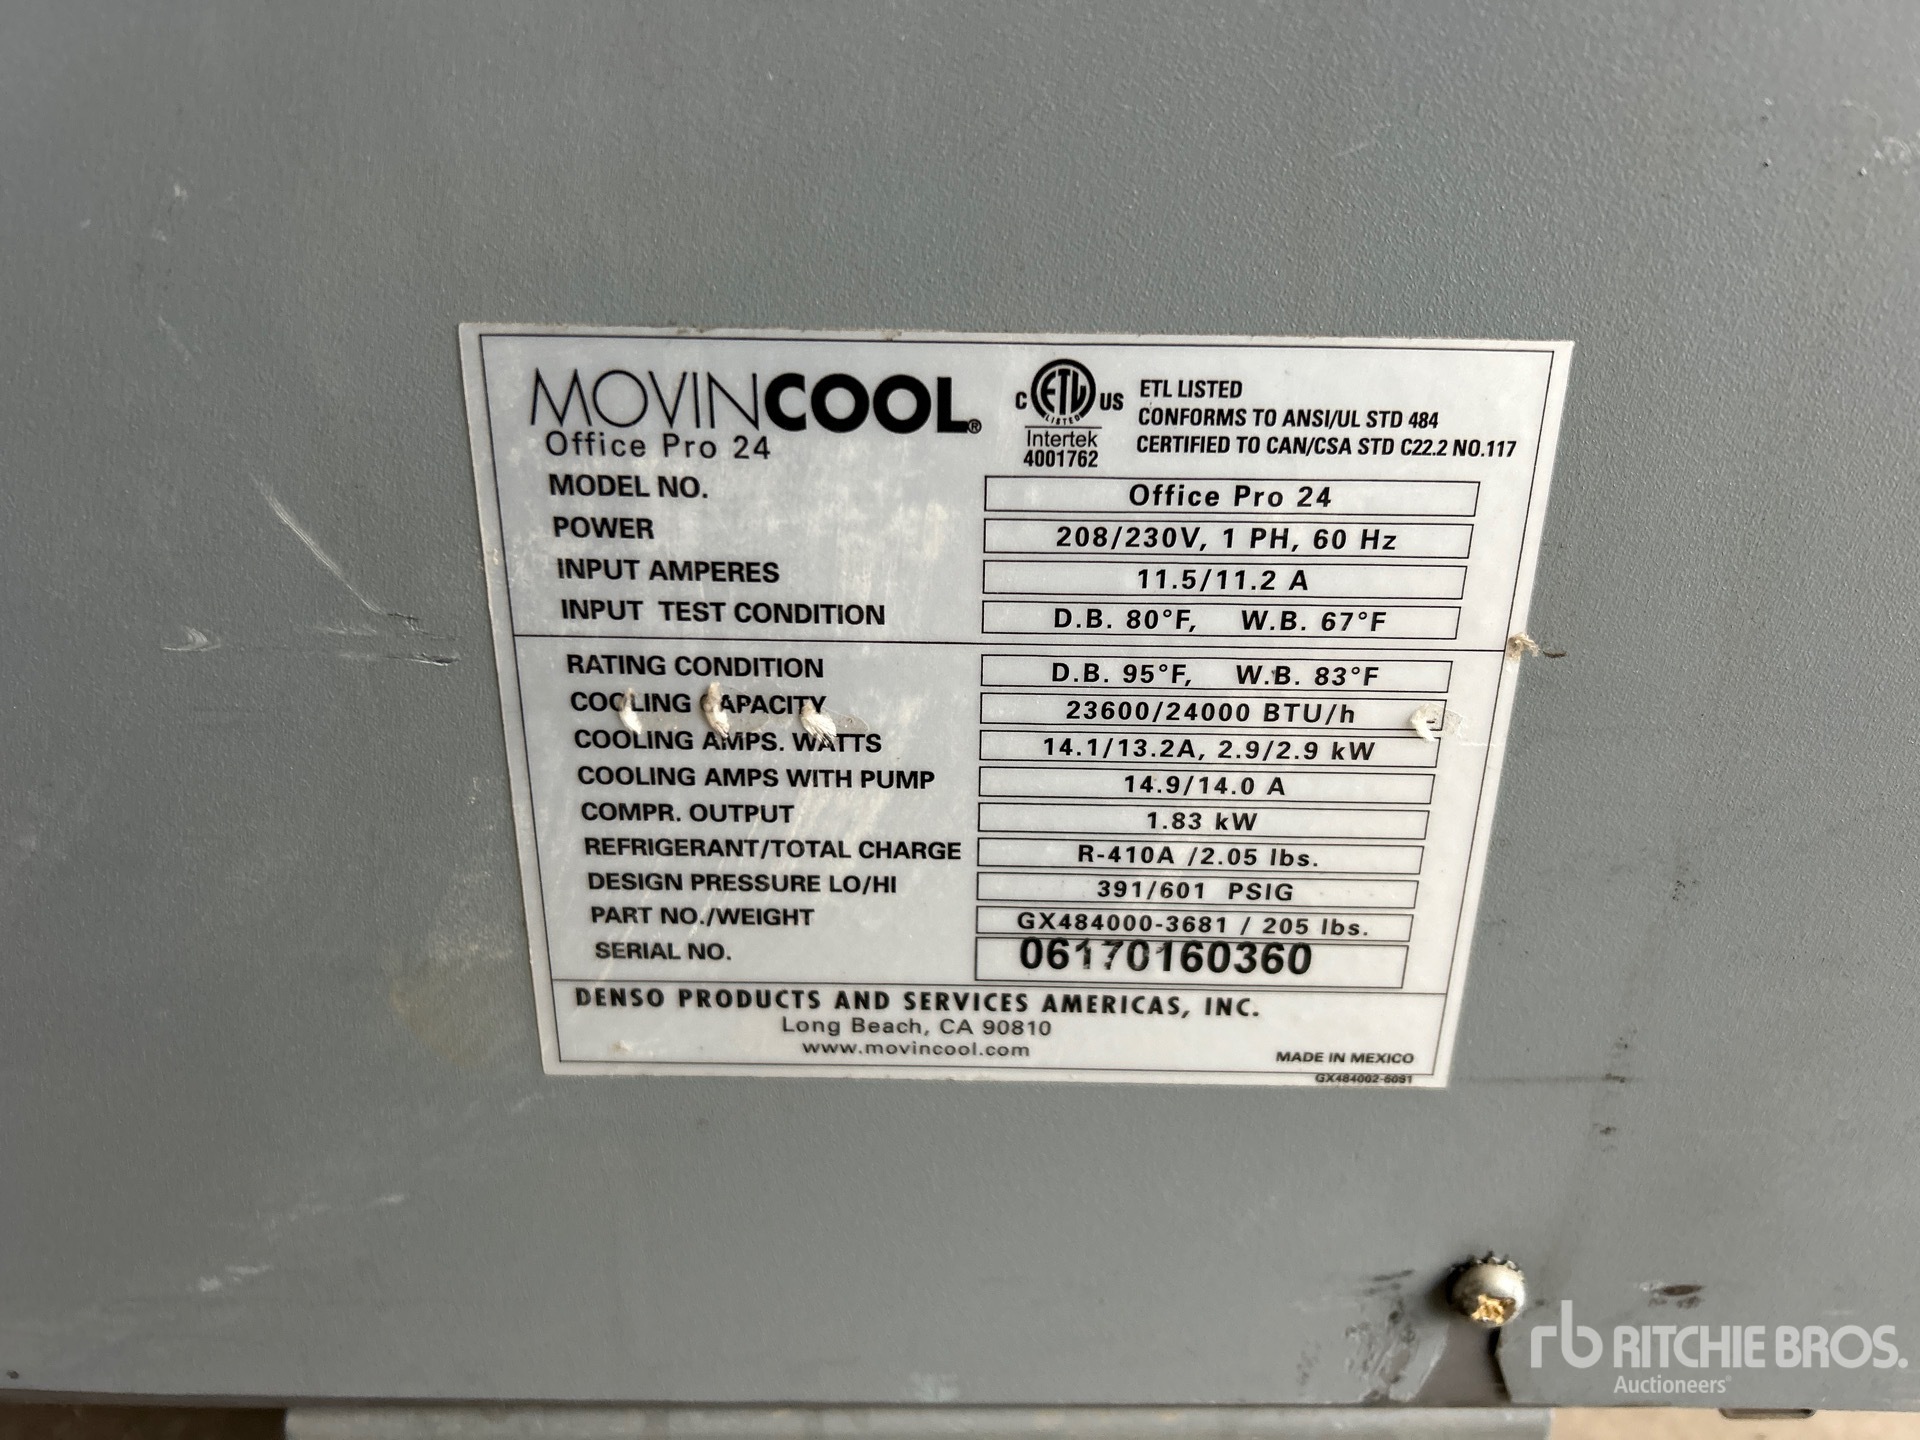 MOVINCOOL®
Office Pro 24
C ETL LISTED US
Intertek
4001762
ETL LISTED
CONFORMS TO ANSI/UL STD 484
CERTIFIED TO CAN/CSA STD C22.2 NO.117
MODEL NO. Office Pro 24
POWER 208/230V, 1 PH, 60 Hz
INPUT AMPERES 11.5/11.2 A
INPUT TEST CONDITION D.B. 80°F, W.B. 67°F
RATING CONDITION D.B. 95°F, W.B. 83°F
COOLING CAPACITY 23600/24000 BTU/h
COOLING AMPS. WATTS 14.1/13.2A, 2.9/2.9 kW
COOLING AMPS WITH PUMP 14.9/14.0 A
COMPR. OUTPUT 1.83 kW
REFRIGERANT/TOTAL CHARGE R-410A /2.05 lbs.
DESIGN PRESSURE LO/HI 391/601 PSIG
PART NO./WEIGHT GX484000-3681 / 205 lbs.
SERIAL NO. 06170160360
DENSO PRODUCTS AND SERVICES AMERICAS, INC.
Long Beach, CA 90810
www.movincool.com
MADE IN MEXICO
GX484002-6091
rb RITCHIE BROS.
Auctioneers